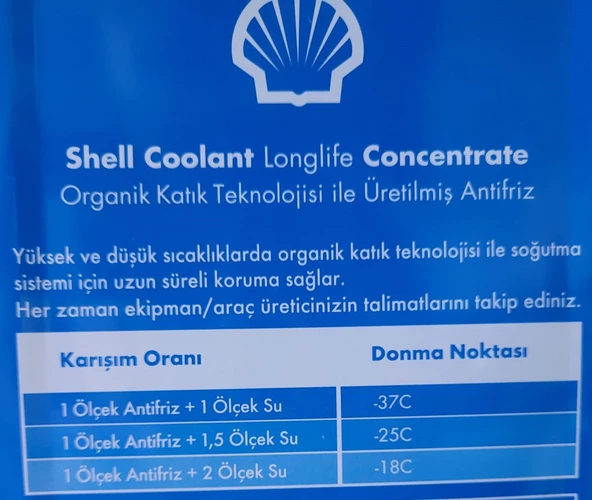 Shell Coolant Longlife Concentrate
Organik Katık Teknolojisi ile Üretilmiş Antifriz
Yüksek ve düşük sıcaklıklarda organik katık teknolojisi ile soğutma
sistemi için uzun süreli koruma sağlar.
Her zaman ekipman/araç üreticinizin talimatlarını takip ediniz.
Karışım Oranı Donma Noktası
1 Ölçek Antifriz + 1 Ölçek Su -37C
1 Ölçek Antifriz + 1,5 Ölçek Su -25C
1 Ölçek Antifriz + 2 Ölçek Su -18C